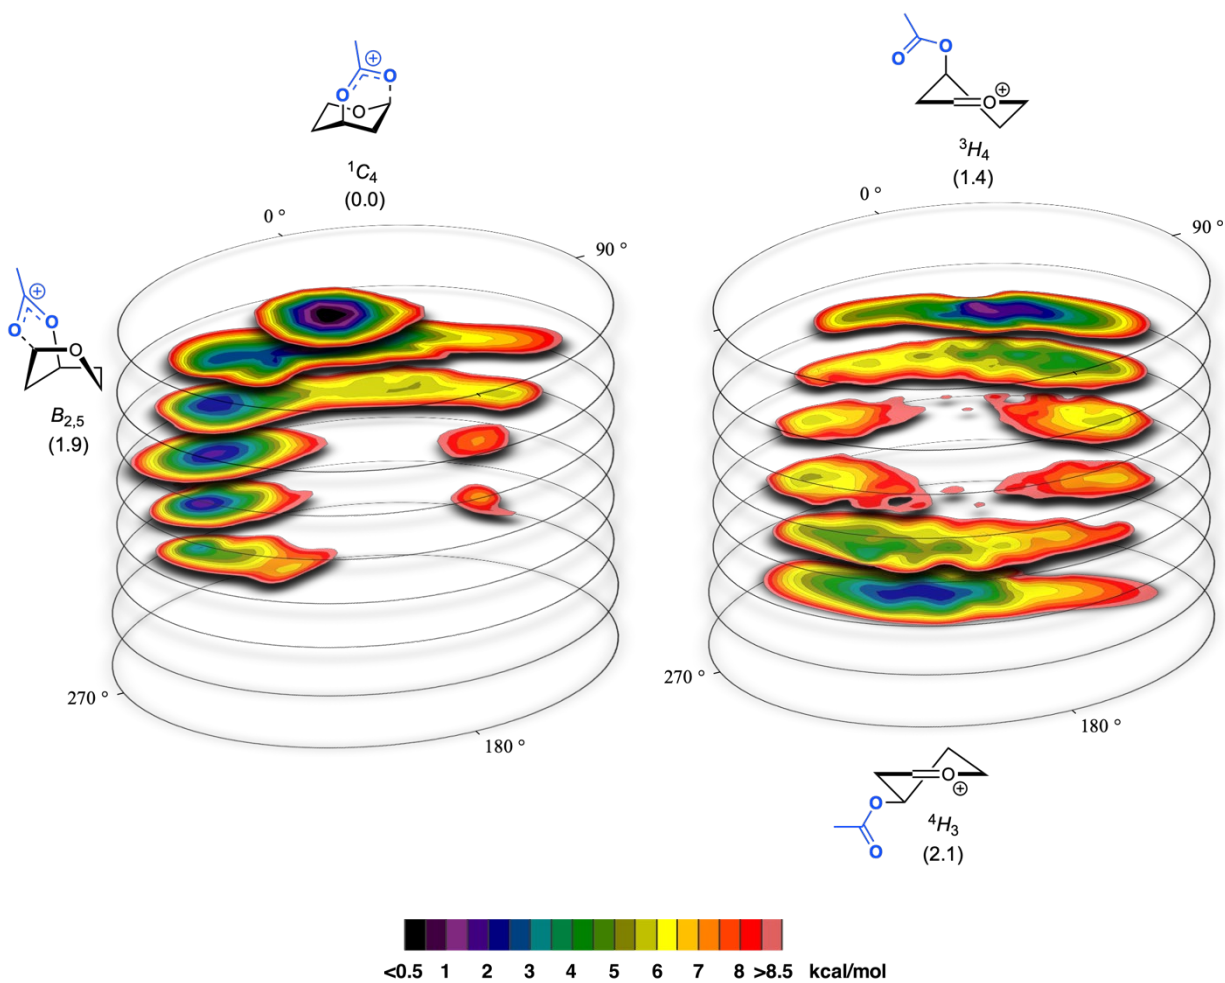 O
⊕
O
O
¹C₄
(0.0)
O
O
⊕
³H₄
(1.4)
O
⊕
0 °
90 °
0 °
90 °
⊕
O
O
O
B₂,₅
(1.9)
270 °
180 °
270 °
180 °
O
⊕
O
O
⁴H₃
(2.1)
<0.5 1 2 3 4 5 6 7 8 >8.5 kcal/mol